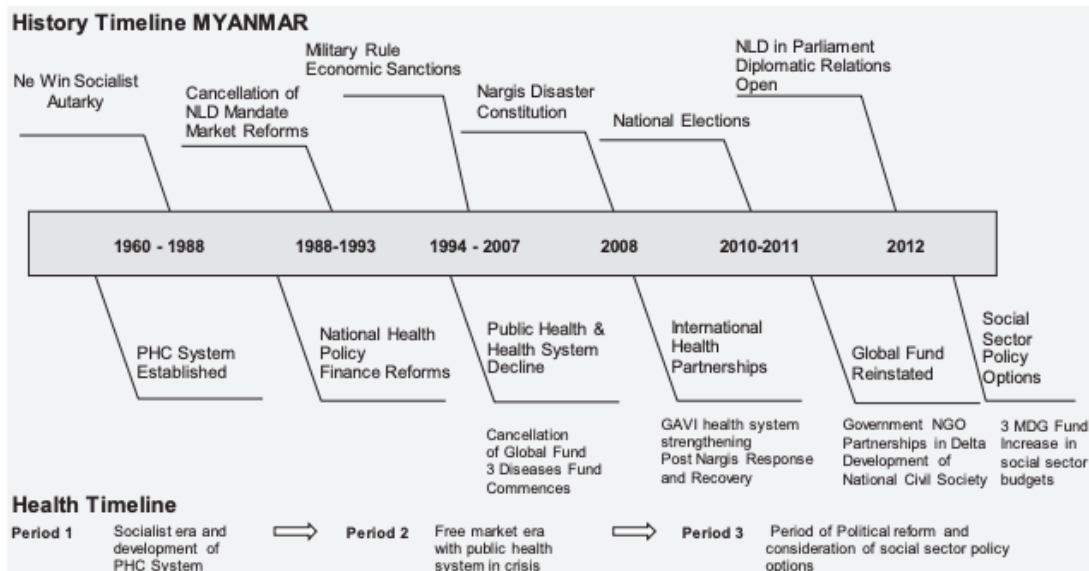 History Timeline MYANMAR
Ne Win Socialist
Autarky
Cancellation of
NLD Mandate
Market Reforms
Military Rule
Economic Sanctions
Nargis Disaster
Constitution
National Elections
NLD in Parliament
Diplomatic Relations
Open
1960 - 1988
1988-1993
1994 - 2007
2008
2010-2011
2012
PHC System
Established
National Health
Policy
Finance Reforms
Public Health &
Health System
Decline
International
Health
Partnerships
Global Fund
Reinstated
Social
Sector
Policy
Options
Cancellation
of Global Fund
3 Diseases Fund
Commences
GAVI health system
strengthening
Post Nargis Response
and Recovery
Government NGO
Partnerships in Delta
Development of
National Civil Society
3 MDG Fund
Increase in
social sector
budgets
Health Timeline
Period 1
Socialist era and
development of
PHC System
Period 2
Free market era
with public health
system in crisis
Period 3
Period of Political reform and
consideration of social sector policy
options